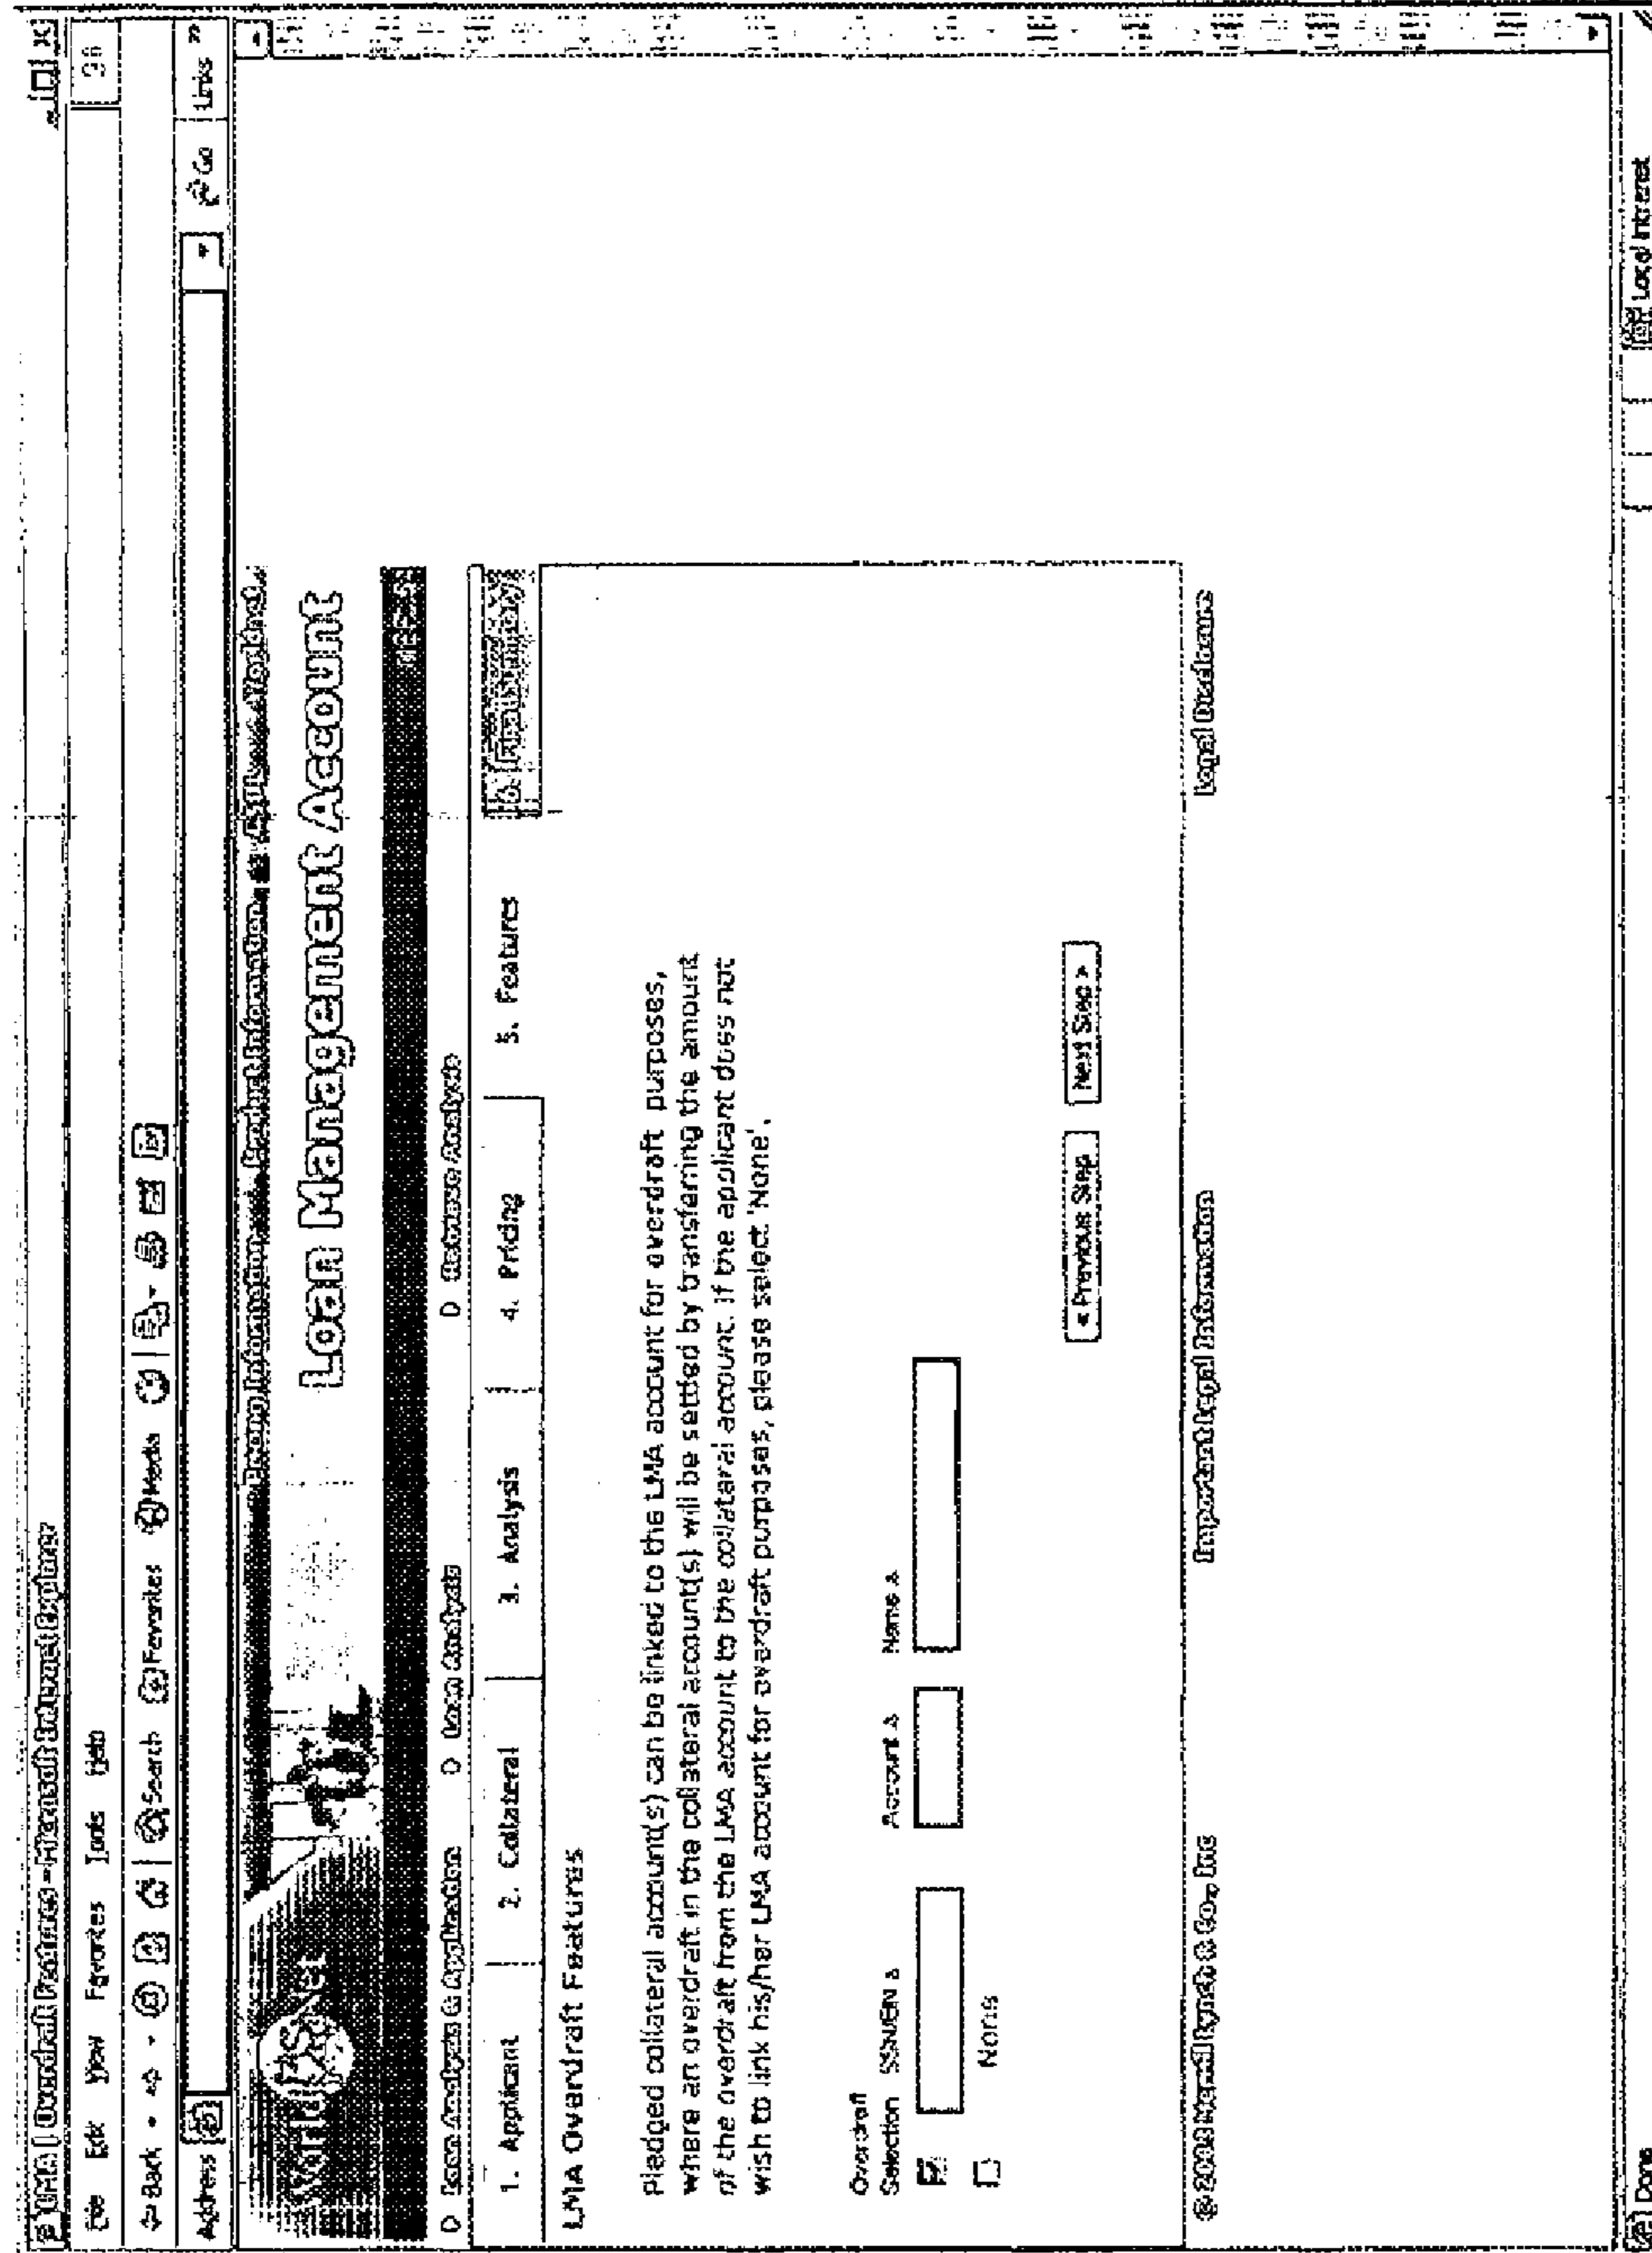 LMA | Overdraft Features - Microsoft Internet Explorer
File Edit View Favorites Tools Help
Back Search Favorites Media
Address Go Links
Loan Management Account
Loan Analysis & Application Loan Analysis Release Analysis
1. Applicant 2. Collateral 3. Analysis 4. Pricing 5. Features
LMA Overdraft Features
Pledged collateral account(s) can be linked to the LMA account for overdraft purposes,
where an overdraft in the collateral account(s) will be settled by transferring the amount
of the overdraft from the LMA account to the collateral account. If the applicant does not
wish to link his/her LMA account for overdraft purposes, please select 'None'.
Overdraft
Selection SSN/EIN Account Name
None
< Previous Step Next Step >
Merrill Lynch & Co., Inc Important Legal Information Legal Disclosure
Done Local intranet